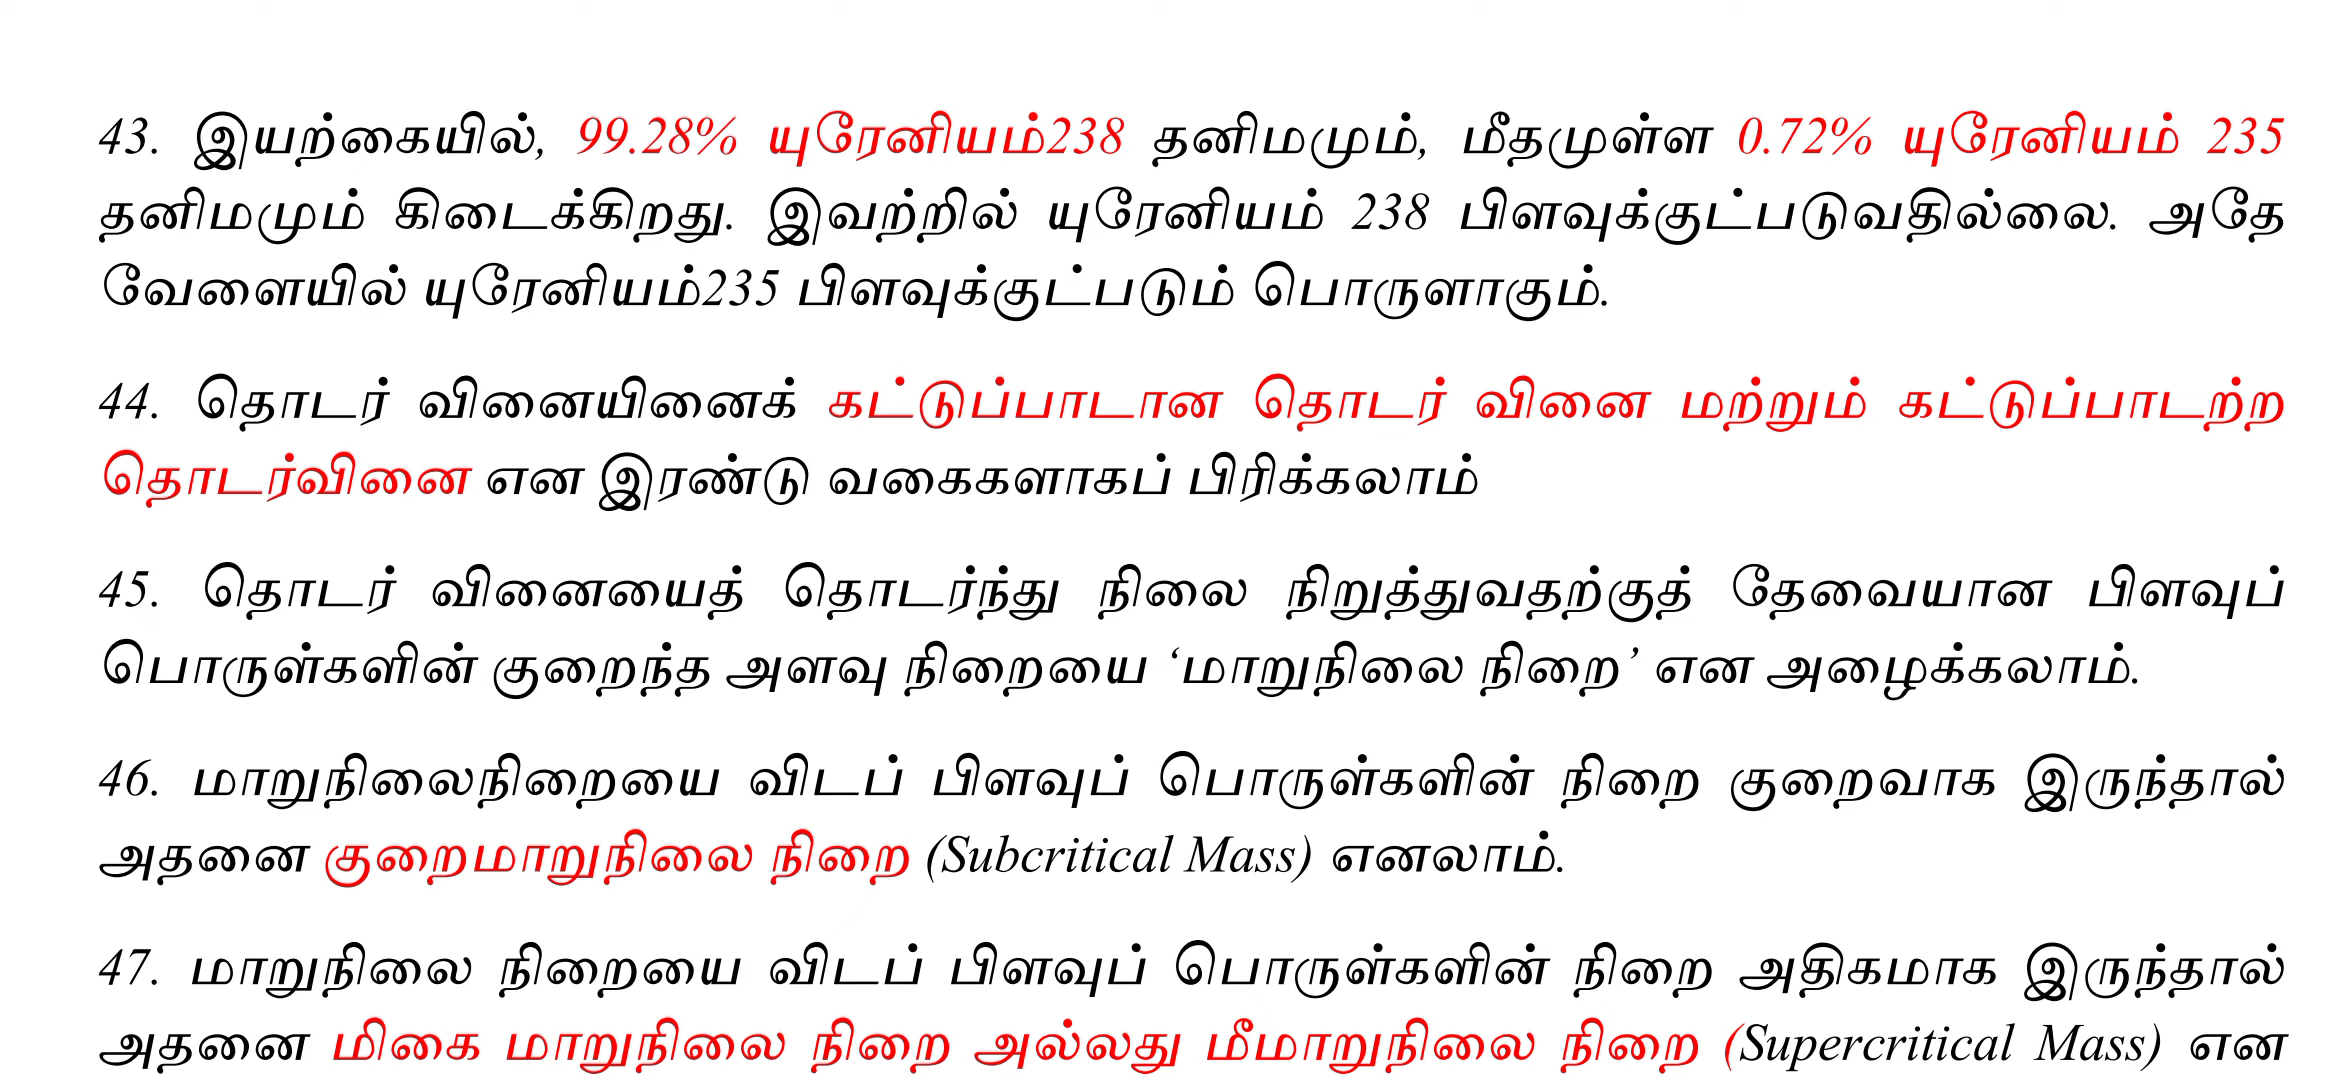 43. இயற்கையில், 99.28% யுரேனியம்238 தனிமமும், மீதமுள்ள 0.72% யுரேனியம் 235
தனிமமும் கிடைக்கிறது. இவற்றில் யுரேனியம் 238 பிளவுக்குட்படுவதில்லை. அதே
வேளையில் யுரேனியம்235 பிளவுக்குட்படும் பொருளாகும்.
44. தொடர் வினையினைக் கட்டுப்பாடான தொடர் வினை மற்றும் கட்டுப்பாடற்ற
தொடர்வினை என இரண்டு வகைகளாகப் பிரிக்கலாம்
45. தொடர் வினையைத் தொடர்ந்து நிலை நிறுத்துவதற்குத் தேவையான பிளவுப்
பொருள்களின் குறைந்த அளவு நிறையை ‘மாறுநிலை நிறை’ என அழைக்கலாம்.
46. மாறுநிலைநிறையை விடப் பிளவுப் பொருள்களின் நிறை குறைவாக இருந்தால்
அதனை குறைமாறுநிலை நிறை (Subcritical Mass) எனலாம்.
47. மாறுநிலை நிறையை விடப் பிளவுப் பொருள்களின் நிறை அதிகமாக இருந்தால்
அதனை மிகை மாறுநிலை நிறை அல்லது மீமாறுநிலை நிறை (Supercritical Mass) என